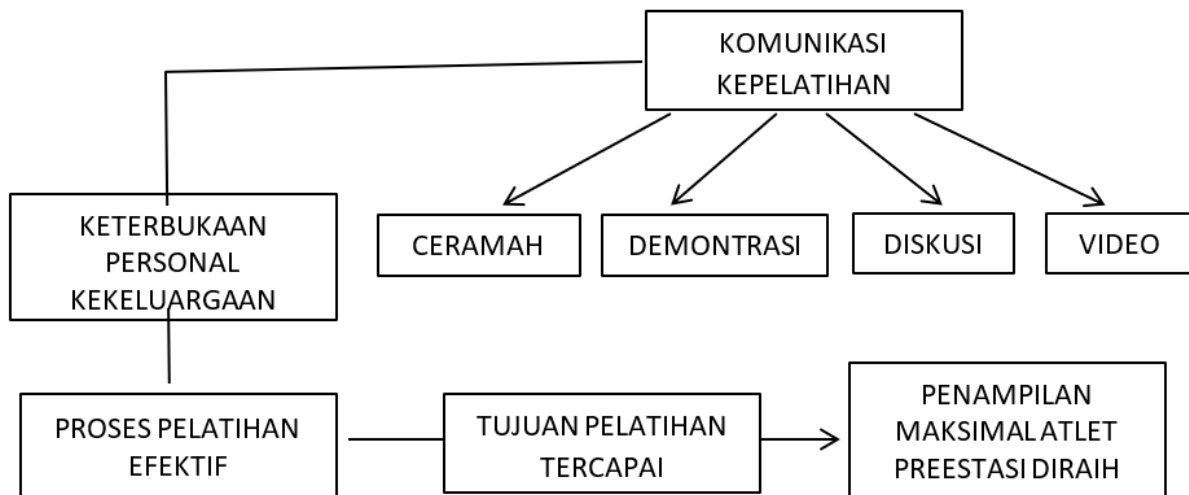 KOMUNIKASI
KEPELATIHAN
KETERBUKAAN
PERSONAL
KEKELUARGAAN
CERAMAH
DEMONTRASI
DISKUSI
VIDEO
PROSES PELATIHAN
EFEKTIF
TUJUAN PELATIHAN
TERCAPAI
PENAMPILAN
MAKSIMAL ATLET
PREESTASI DIRAIH